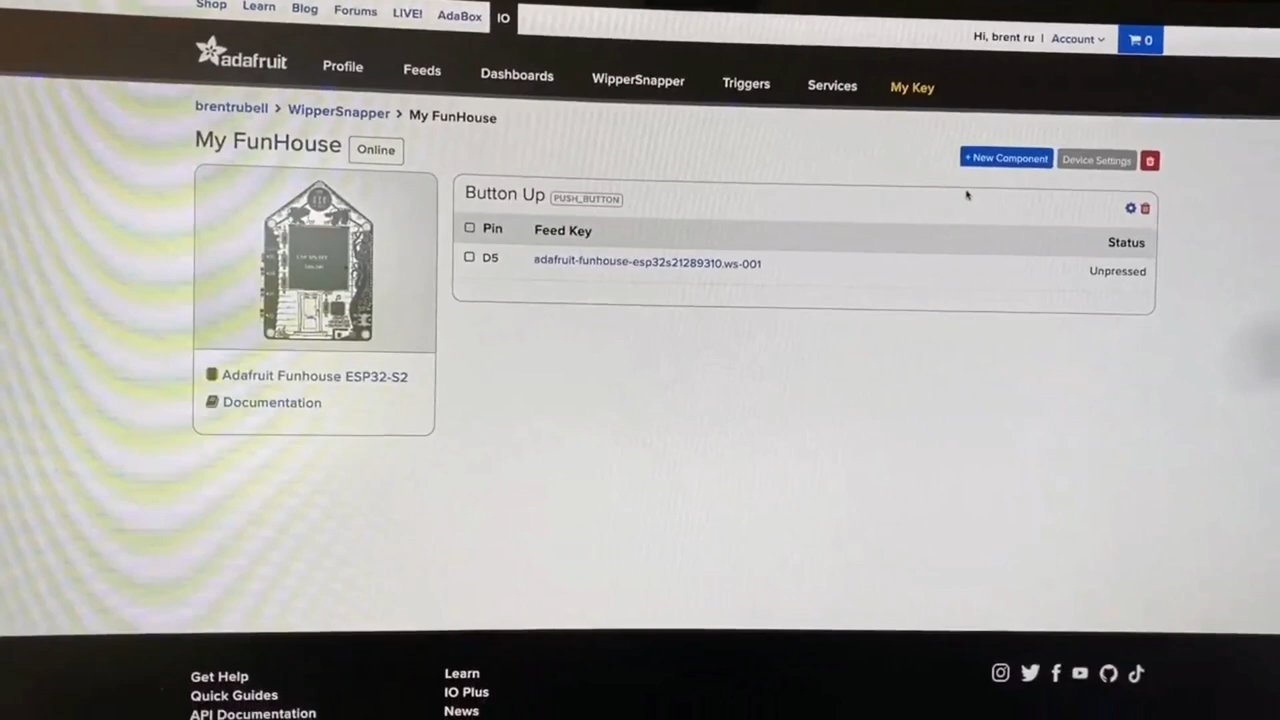 Shop Learn Blog Forums LIVE! AdaBox IO
Hi, brent ru | Account 0
adafruit Profile Feeds Dashboards WipperSnapper Triggers Services My Key
brentrubell > WipperSnapper > My FunHouse
My FunHouse Online
+ New Component Device Settings
Button Up PUSH_BUTTON
Pin Feed Key Status
D5 adafruit-funhouse-esp32s21289310.ws-001 Unpressed
Adafruit Funhouse ESP32-S2
Documentation
Get Help Learn
Quick Guides IO Plus
API Documentation News